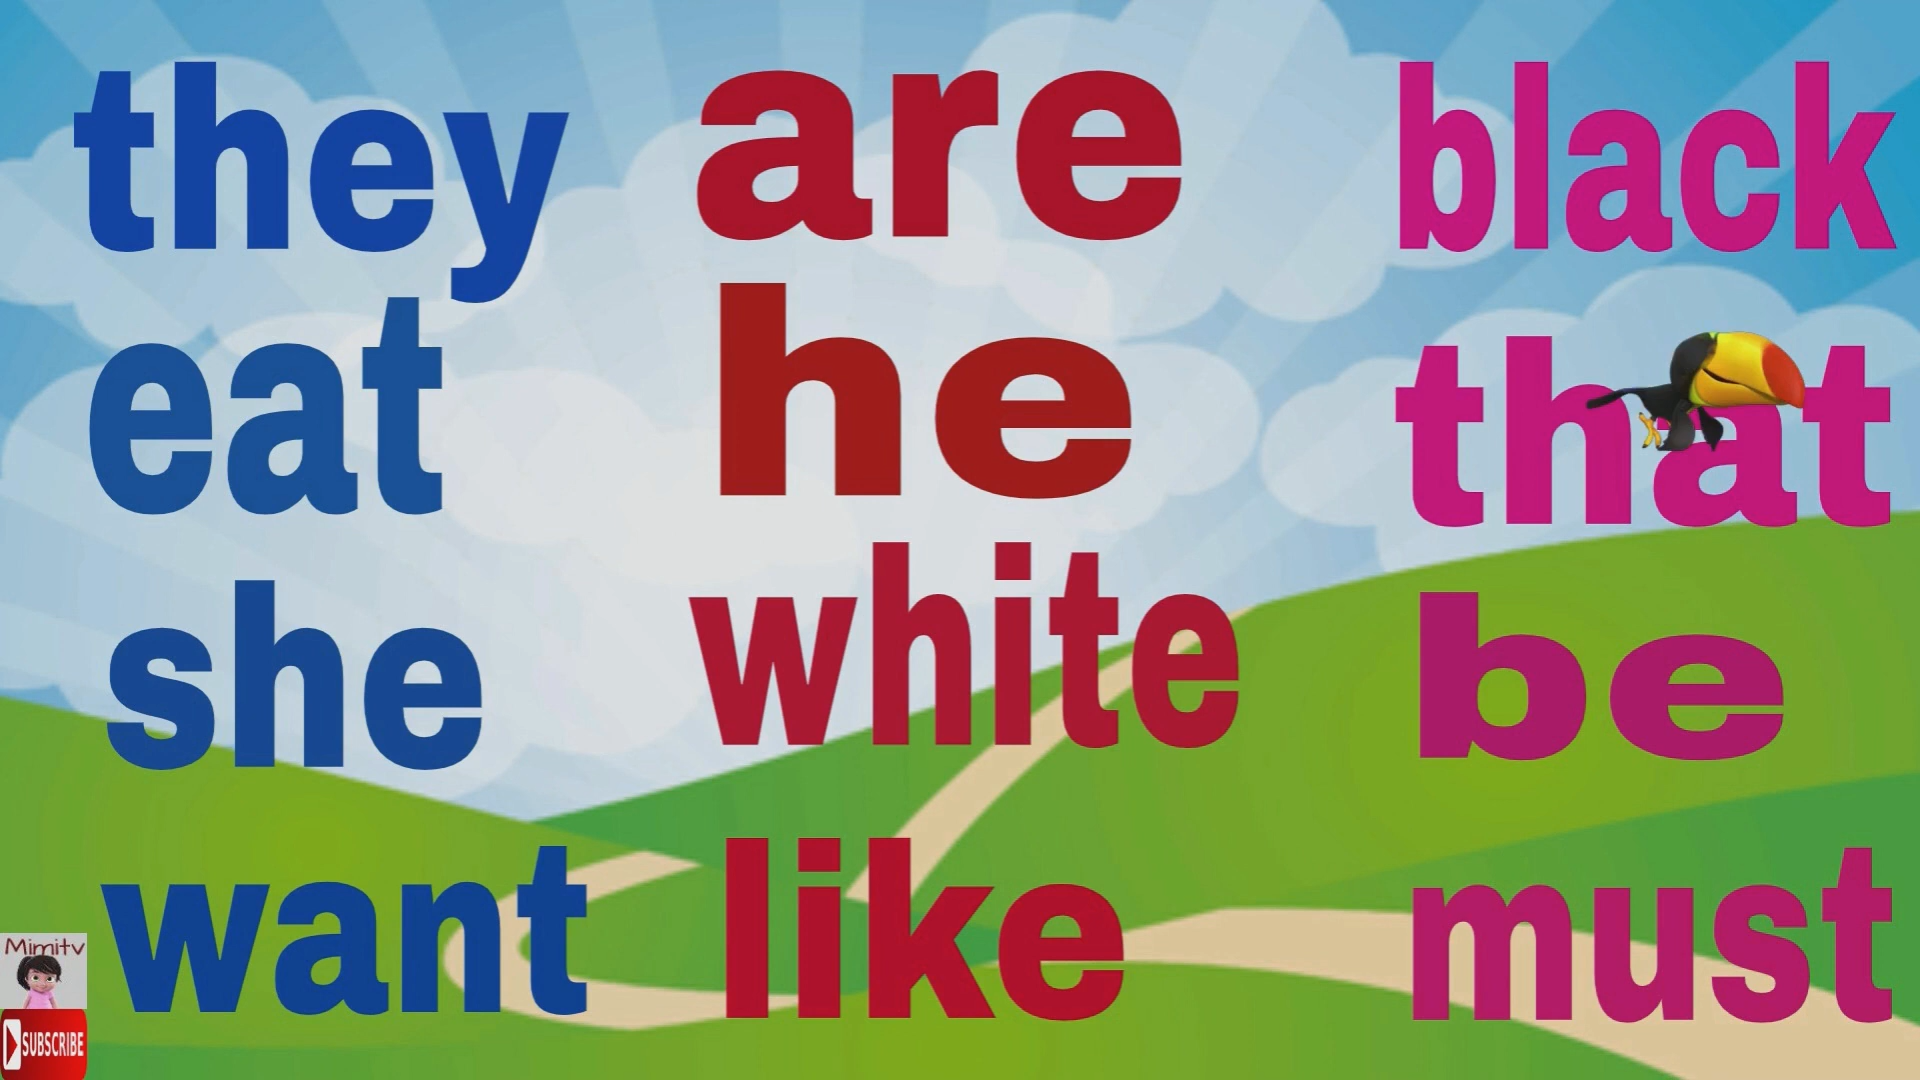 they are black
eat he that
she white be
want like must
Mimitv
SUBSCRIBE